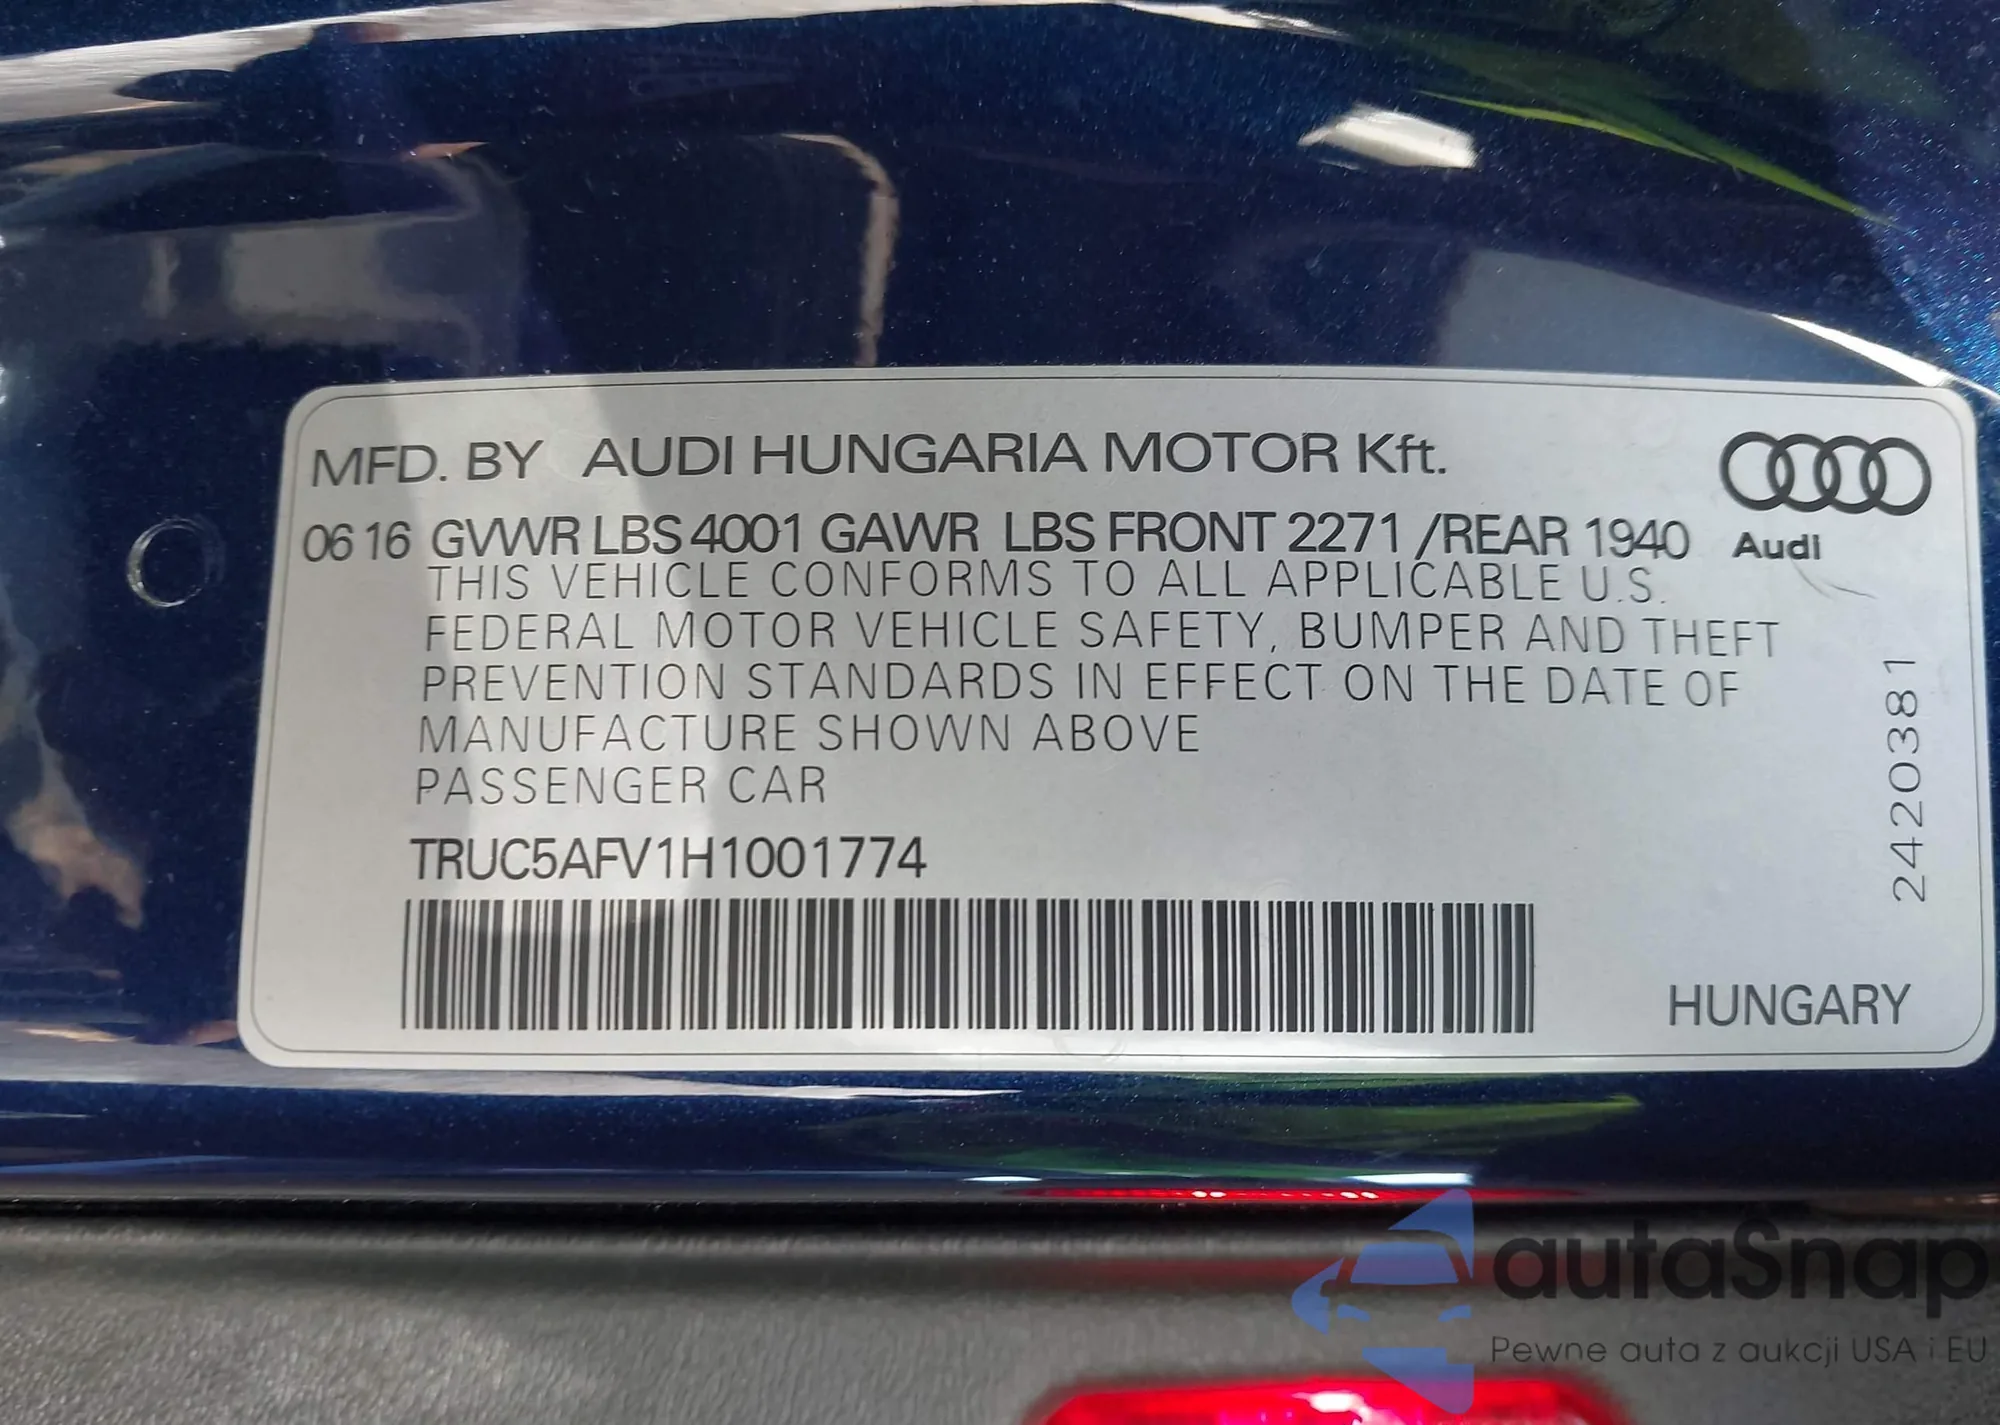 MFD. BY AUDI HUNGARIA MOTOR Kft.
06 16 GVWR LBS 4001 GAWR LBS FRONT 2271 /REAR 1940
Audi
THIS VEHICLE CONFORMS TO ALL APPLICABLE U.S.
FEDERAL MOTOR VEHICLE SAFETY, BUMPER AND THEFT
PREVENTION STANDARDS IN EFFECT ON THE DATE OF
MANUFACTURE SHOWN ABOVE
PASSENGER CAR
TRUC5AFV1H1001774
2420381
HUNGARY
autaSnap
Pewne auta z aukcji USA i EU